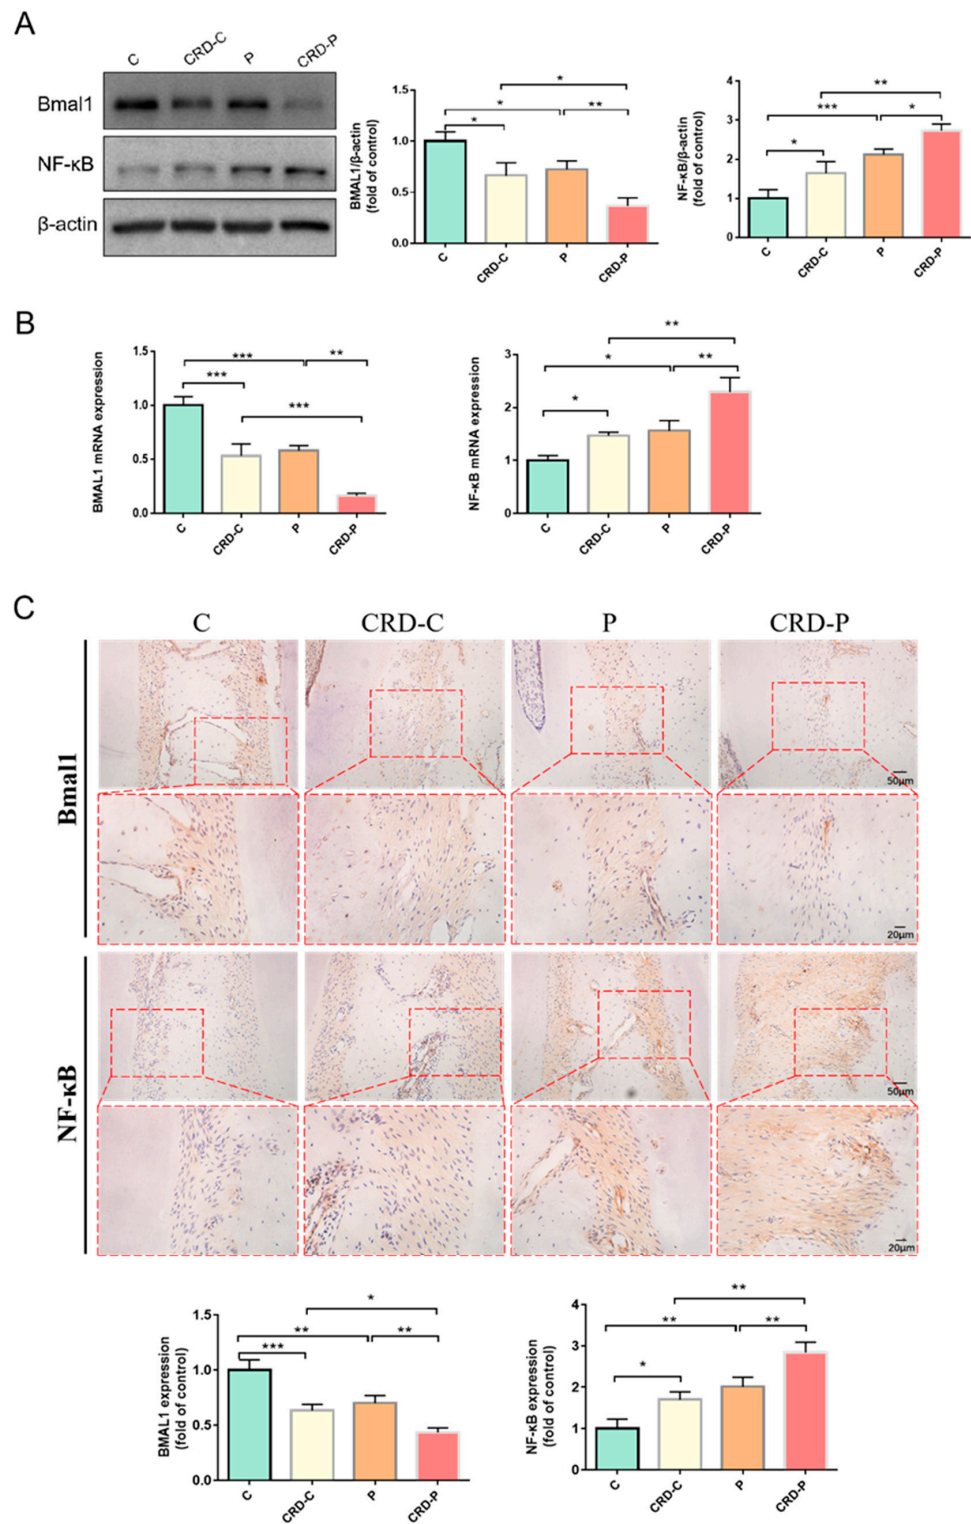 A
C CRD-C P CRD-P
Bmal1
NF-κB
β-actin
BMAL1/β-actin
(fold of control)
1.5
1.0
0.5
0.0
* * * **
C CRD-C P CRD-P
NF-κB/β-actin
(fold of control)
4
3
2
1
0
** *** * *
C CRD-C P CRD-P
B
BMAL1 mRNA expression
1.5
1.0
0.5
0.0
*** ** *** ***
C CRD-C P CRD-P
NF-κB mRNA expression
3
2
1
0
** * ** *
C CRD-C P CRD-P
C
C CRD-C P CRD-P
Bmal1
50μm
20μm
NF-κB
50μm
20μm
BMAL1 expression
(fold of control)
1.5
1.0
0.5
0.0
* ** ** ***
C CRD-C P CRD-P
NF-κB expression
(fold of control)
4
3
2
1
0
** ** ** *
C CRD-C P CRD-P